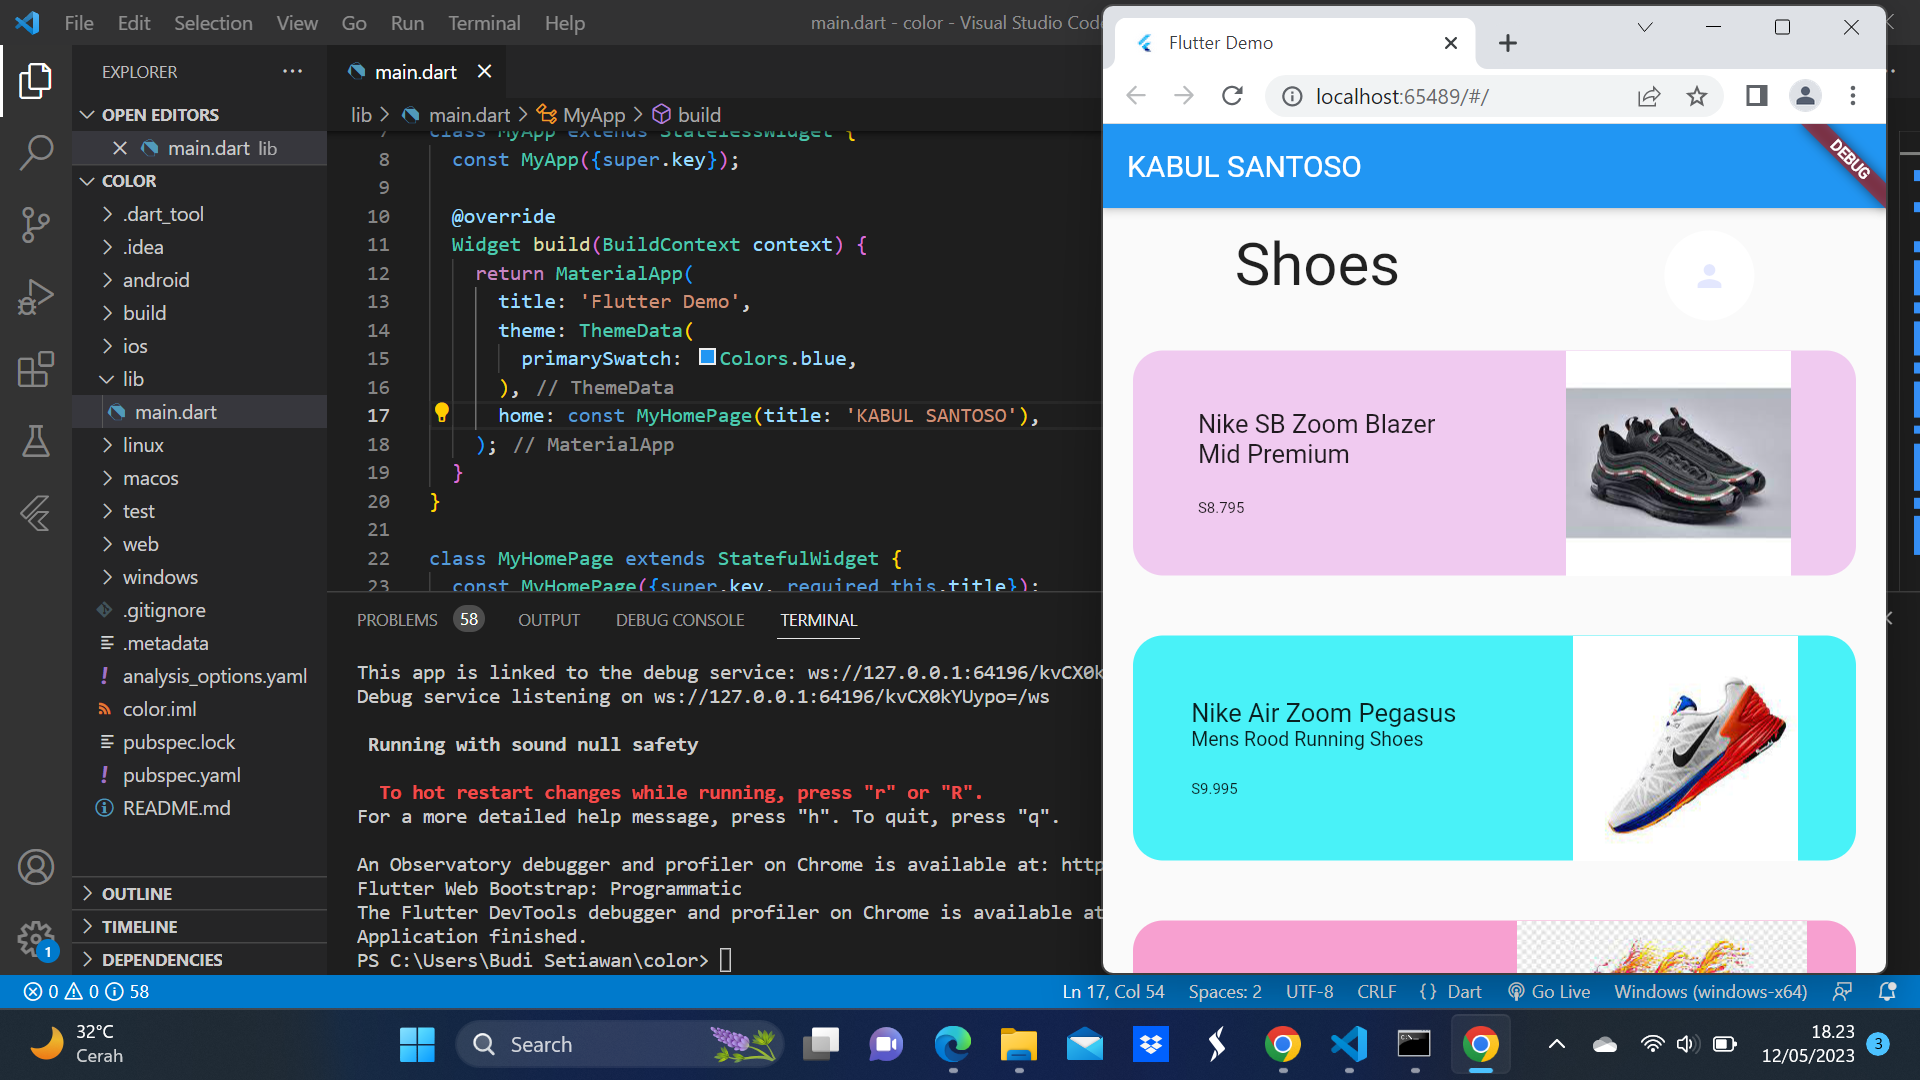 File Edit Selection View Go Run Terminal Help
main.dart - color - Visual Studio Code
EXPLORER
OPEN EDITORS
main.dart lib
COLOR
.dart_tool
.idea
android
build
ios
lib
main.dart
linux
macos
test
web
windows
.gitignore
.metadata
analysis_options.yaml
color.iml
pubspec.lock
pubspec.yaml
README.md
OUTLINE
TIMELINE
DEPENDENCIES
main.dart
lib > main.dart > MyApp > build
7 class MyApp extends StatelessWidget {
8 const MyApp({super.key});
9
10 @override
11 Widget build(BuildContext context) {
12 return MaterialApp(
13 title: 'Flutter Demo',
14 theme: ThemeData(
15 primarySwatch: Colors.blue,
16 ), // ThemeData
17 home: const MyHomePage(title: 'KABUL SANTOSO'),
18 ); // MaterialApp
19 }
20 }
21
22 class MyHomePage extends StatefulWidget {
23 const MyHomePage({super.key, required this.title});
PROBLEMS 58 OUTPUT DEBUG CONSOLE TERMINAL
This app is linked to the debug service: ws://127.0.0.1:64196/kvCX0k
Debug service listening on ws://127.0.0.1:64196/kvCX0kYUypo=/ws
Running with sound null safety
To hot restart changes while running, press "r" or "R".
For a more detailed help message, press "h". To quit, press "q".
An Observatory debugger and profiler on Chrome is available at: http
Flutter Web Bootstrap: Programmatic
The Flutter DevTools debugger and profiler on Chrome is available at
Application finished.
PS C:\Users\Budi Setiawan\color>
Flutter Demo
localhost:65489/#/
KABUL SANTOSO
DEBUG
Shoes
Nike SB Zoom Blazer
Mid Premium
S8.795
Nike Air Zoom Pegasus
Mens Rood Running Shoes
S9.995
1
0 0 58
Ln 17, Col 54 Spaces: 2 UTF-8 CRLF {} Dart Go Live Windows (windows-x64)
32°C
Cerah
Search
18.23
12/05/2023
3